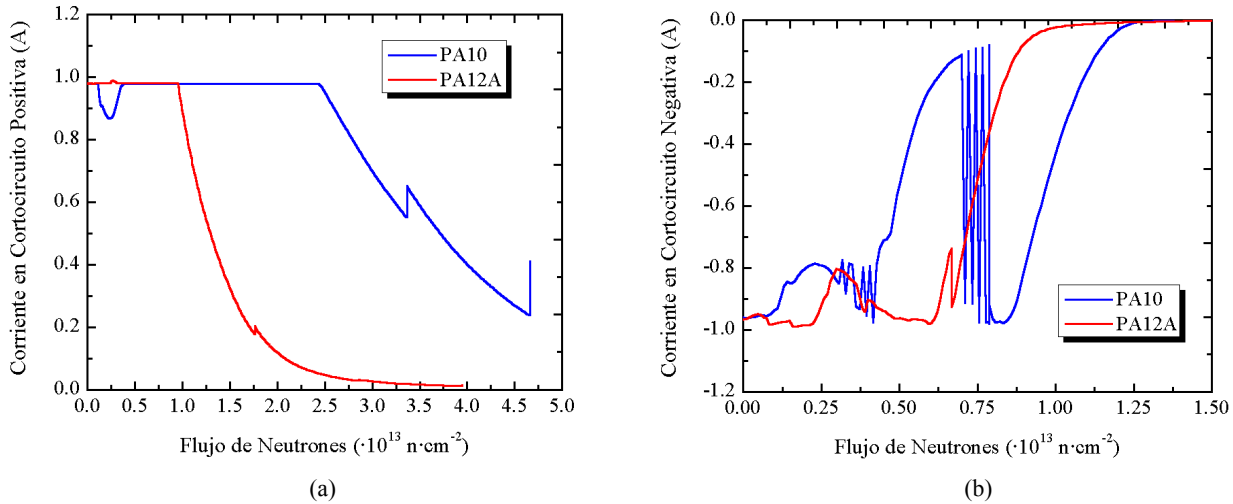 1.2
1.0
0.8
0.6
0.4
0.2
0.0
Corriente en Cortocircuito Positiva (A)
PA10
PA12A
0.0 0.5 1.0 1.5 2.0 2.5 3.0 3.5 4.0 4.5 5.0
Flujo de Neutrones (·10¹³ n·cm⁻²)
(a)
0.0
-0.2
-0.4
-0.6
-0.8
-1.0
-1.2
Corriente en Cortocircuito Negativa (A)
PA10
PA12A
0.00 0.25 0.50 0.75 1.00 1.25 1.50
Flujo de Neutrones (·10¹³ n·cm⁻²)
(b)